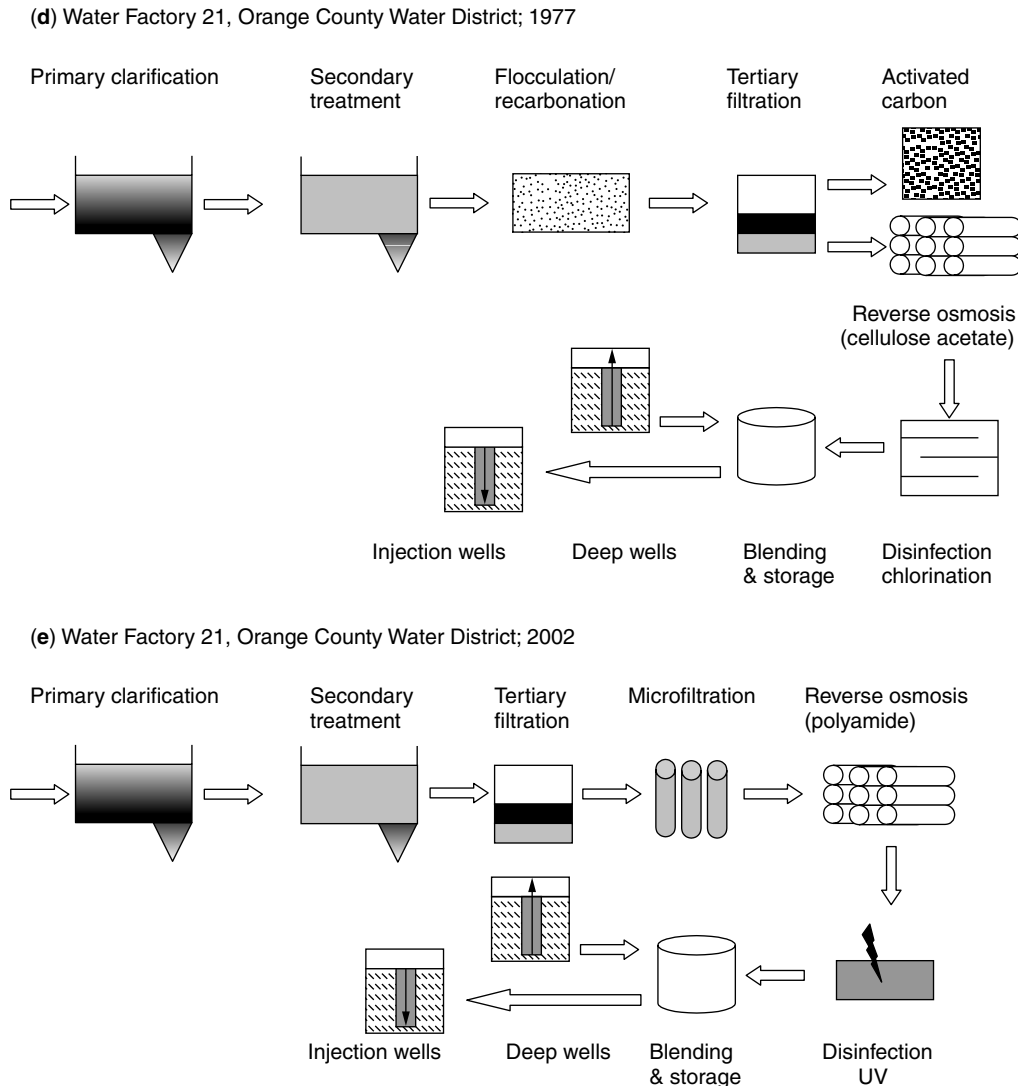 (d) Water Factory 21, Orange County Water District; 1977
Primary clarification
Secondary
treatment
Flocculation/
recarbonation
Tertiary
filtration
Activated
carbon
Reverse osmosis
(cellulose acetate)
Injection wells
Deep wells
Blending
& storage
Disinfection
chlorination
(e) Water Factory 21, Orange County Water District; 2002
Primary clarification
Secondary
treatment
Tertiary
filtration
Microfiltration
Reverse osmosis
(polyamide)
Injection wells
Deep wells
Blending
& storage
Disinfection
UV